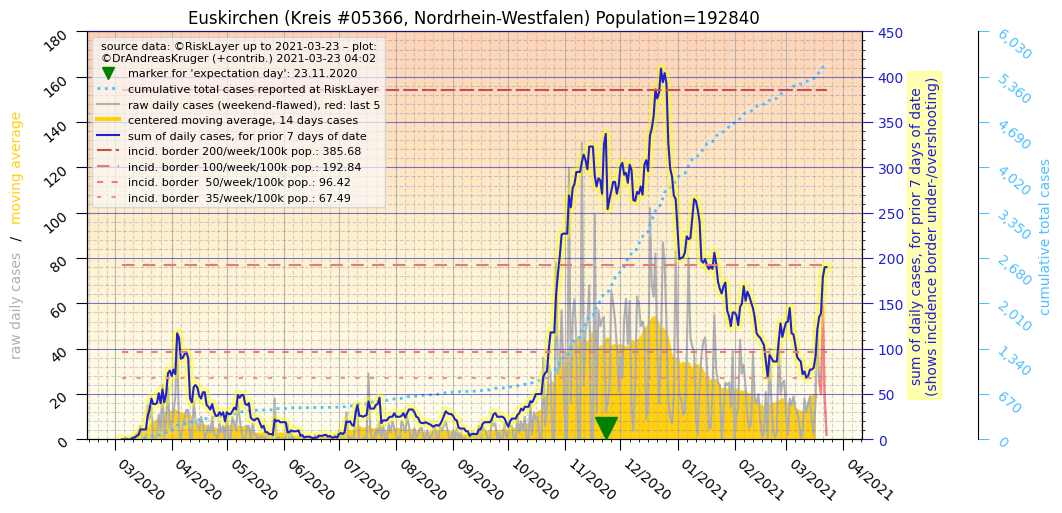 Euskirchen (Kreis #05366, Nordrhein-Westfalen) Population=192840
source data: ©RiskLayer up to 2021-03-23 – plot:
©DrAndreasKruger (+contrib.) 2021-03-23 04:02
marker for 'expectation day': 23.11.2020
cumulative total cases reported at RiskLayer
raw daily cases (weekend-flawed), red: last 5
centered moving average, 14 days cases
sum of daily cases, for prior 7 days of date
incid. border 200/week/100k pop.: 385.68
incid. border 100/week/100k pop.: 192.84
incid. border  50/week/100k pop.: 96.42
incid. border  35/week/100k pop.: 67.49
raw daily cases  /  moving average
180
160
140
120
100
80
60
40
20
0
03/2020
04/2020
05/2020
06/2020
07/2020
08/2020
09/2020
10/2020
11/2020
12/2020
01/2021
02/2021
03/2021
04/2021
450
400
350
300
250
200
150
100
50
0
sum of daily cases, for prior 7 days of date
(shows incidence border under-/overshooting)
6,030
5,360
4,690
4,020
3,350
2,680
2,010
1,340
670
0
cumulative total cases